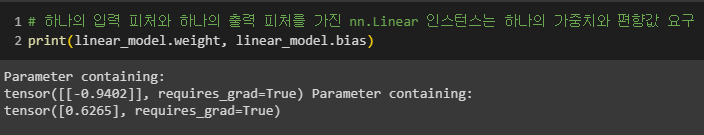 1 # 하나의 입력 피처와 하나의 출력 피처를 가진 nn.Linear 인스턴스는 하나의 가중치와 편향값 요구
2 print(linear_model.weight, linear_model.bias)
Parameter containing:
tensor([[-0.9402]], requires_grad=True) Parameter containing:
tensor([0.6265], requires_grad=True)